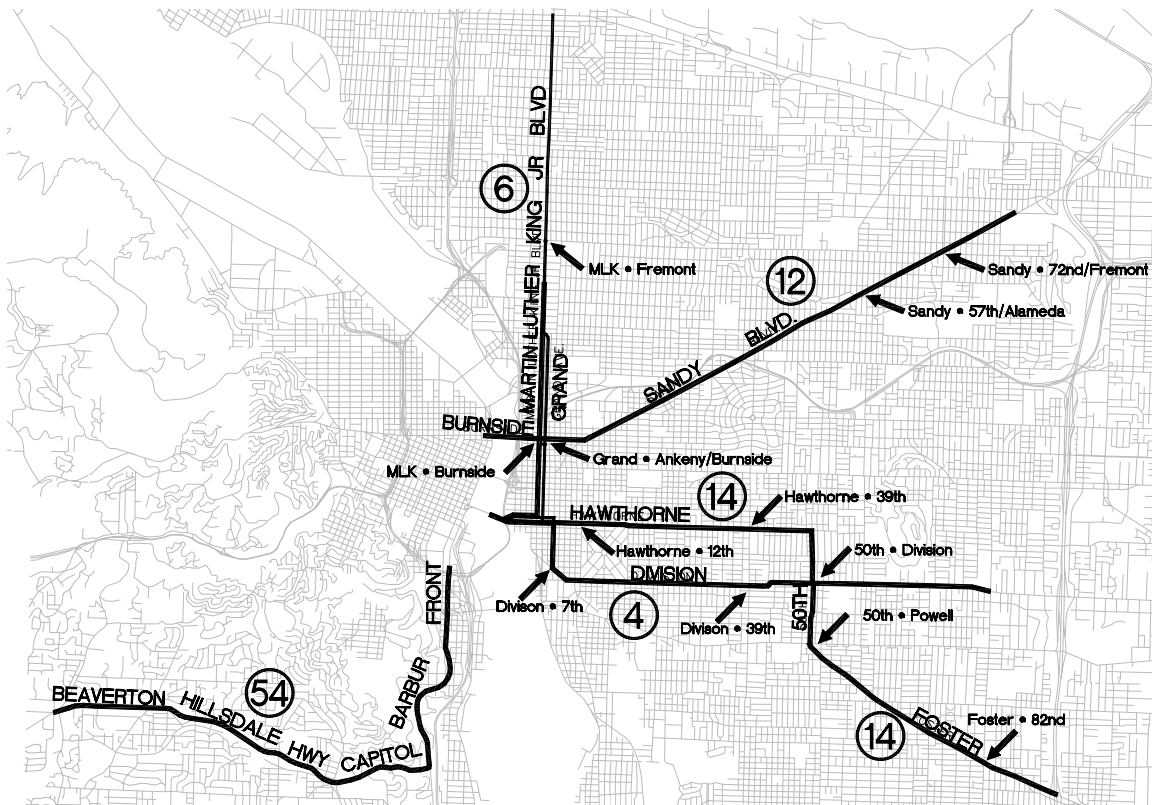 MARTIN LUTHER KING JR BLVD
6
MLK • Fremont
12
Sandy • 72nd/Fremont
Sandy • 57th/Alameda
SANDY BLVD.
GRAND
BURNSIDE
MLK • Burnside
Grand • Ankeny/Burnside
14
Hawthorne • 39th
HAWTHORNE
Hawthorne • 12th
50th • Division
DIVISION
Divison • 7th
4
Divison • 39th
50TH
50th • Powell
FRONT
BARBUR
54
BEAVERTON HILLSDALE HWY CAPITOL
14
FOSTER
Foster • 82nd